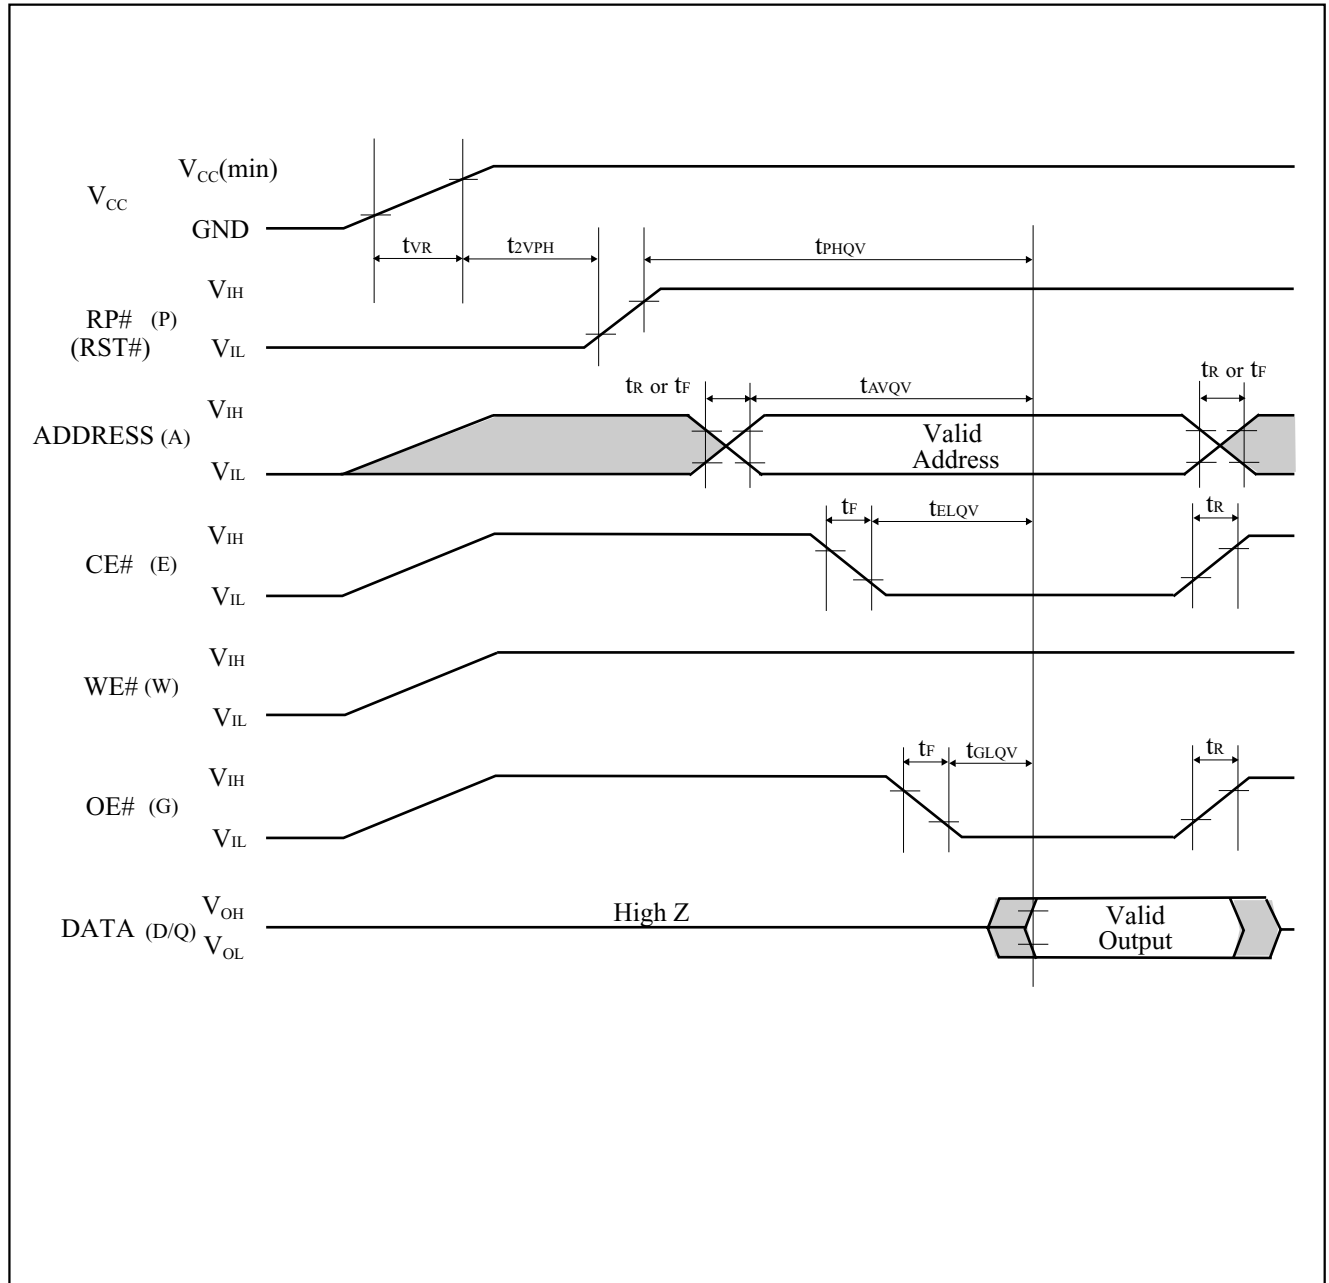 VCC(min)
VCC
GND
tVR
t2VPH
tPHQV
VIH
RP# (P)
(RST#)
VIL
tR or tF
tAVQV
tR or tF
VIH
ADDRESS (A)
Valid
Address
VIL
tF
tELQV
tR
VIH
CE# (E)
VIL
VIH
WE# (W)
VIL
tF
tGLQV
tR
VIH
OE# (G)
VIL
VOH
High Z
DATA (D/Q)
Valid
Output
VOL